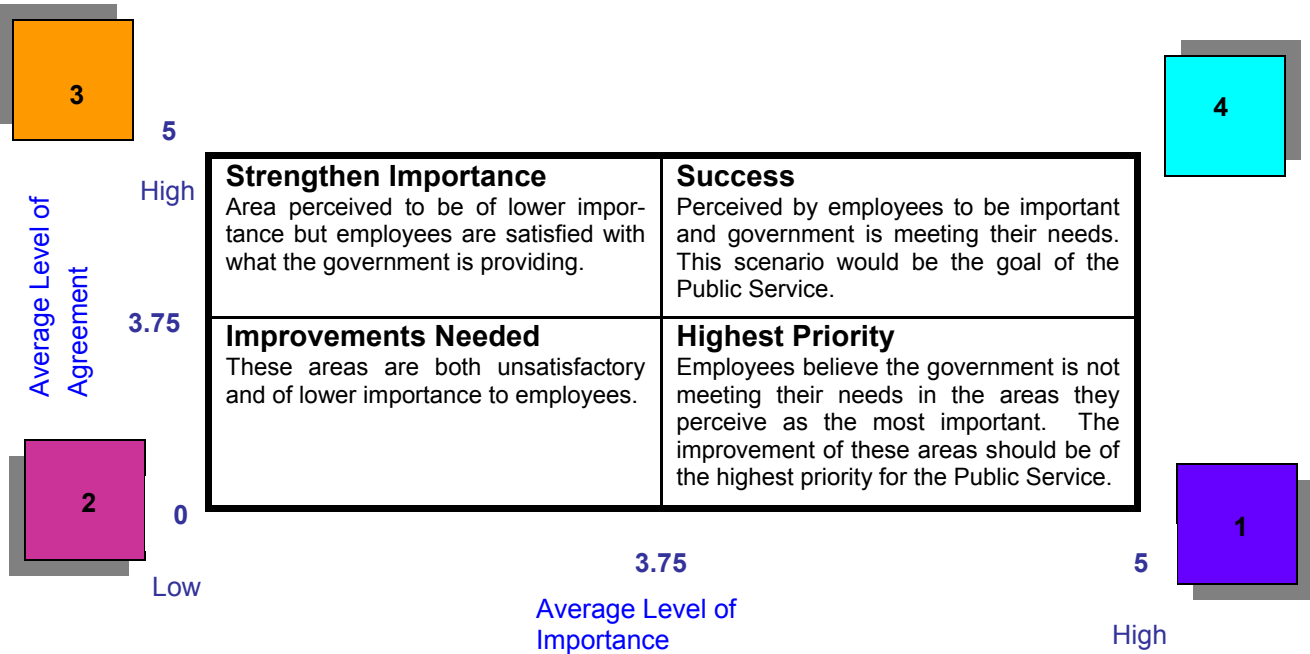 3
4
5
High
Average Level of
Agreement
3.75
Strengthen Importance
Area perceived to be of lower impor-
tance but employees are satisfied with
what the government is providing.
Success
Perceived by employees to be important
and government is meeting their needs.
This scenario would be the goal of the
Public Service.
Improvements Needed
These areas are both unsatisfactory
and of lower importance to employees.
Highest Priority
Employees believe the government is not
meeting their needs in the areas they
perceive as the most important. The
improvement of these areas should be of
the highest priority for the Public Service.
2
0
Low
1
3.75
5
Average Level of
Importance
High